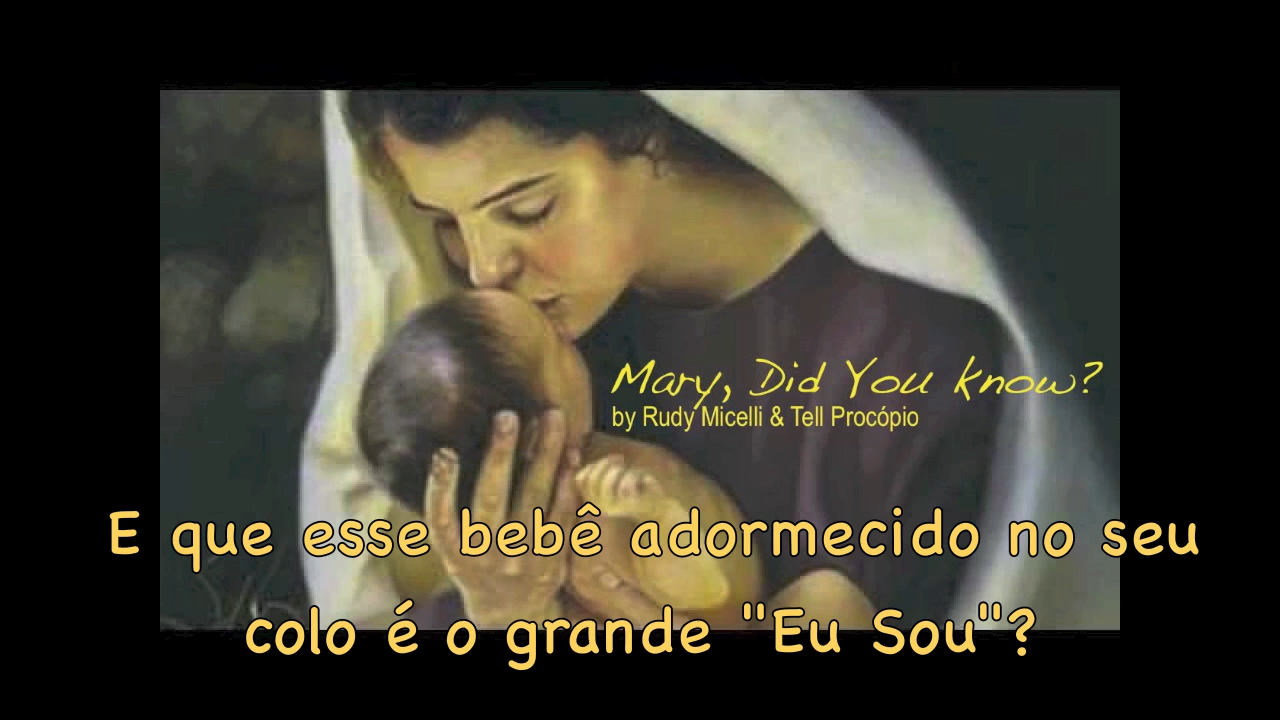 Mary, Did You Know?
by Rudy Micelli & Tell Procópio
E que esse bebê adormecido no seu
colo é o grande "Eu Sou"?